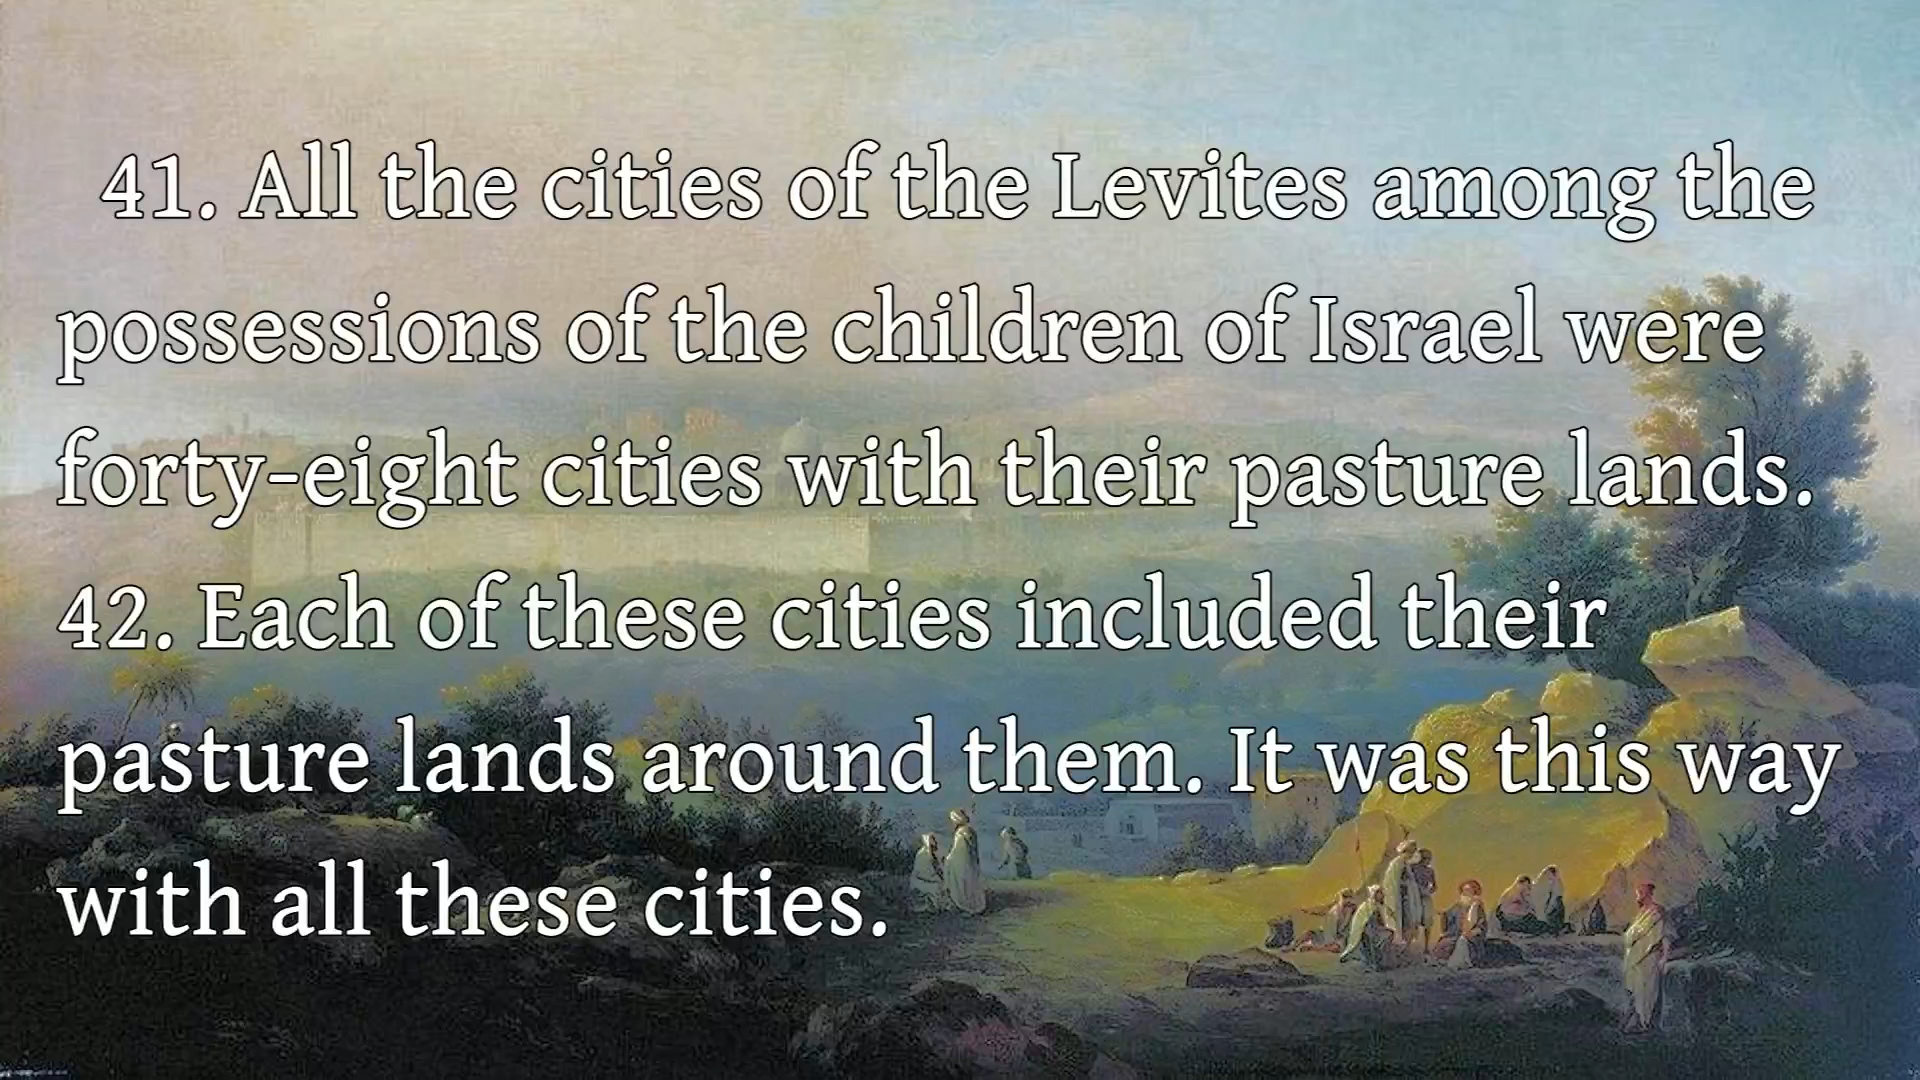 41. All the cities of the Levites among the
possessions of the children of Israel were
forty-eight cities with their pasture lands.
42. Each of these cities included their
pasture lands around them. It was this way
with all these cities.